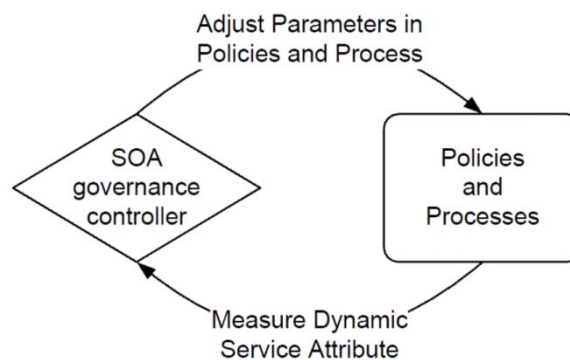 Adjust Parameters in
Policies and Process
SOA
governance
controller
Policies
and
Processes
Measure Dynamic
Service Attribute